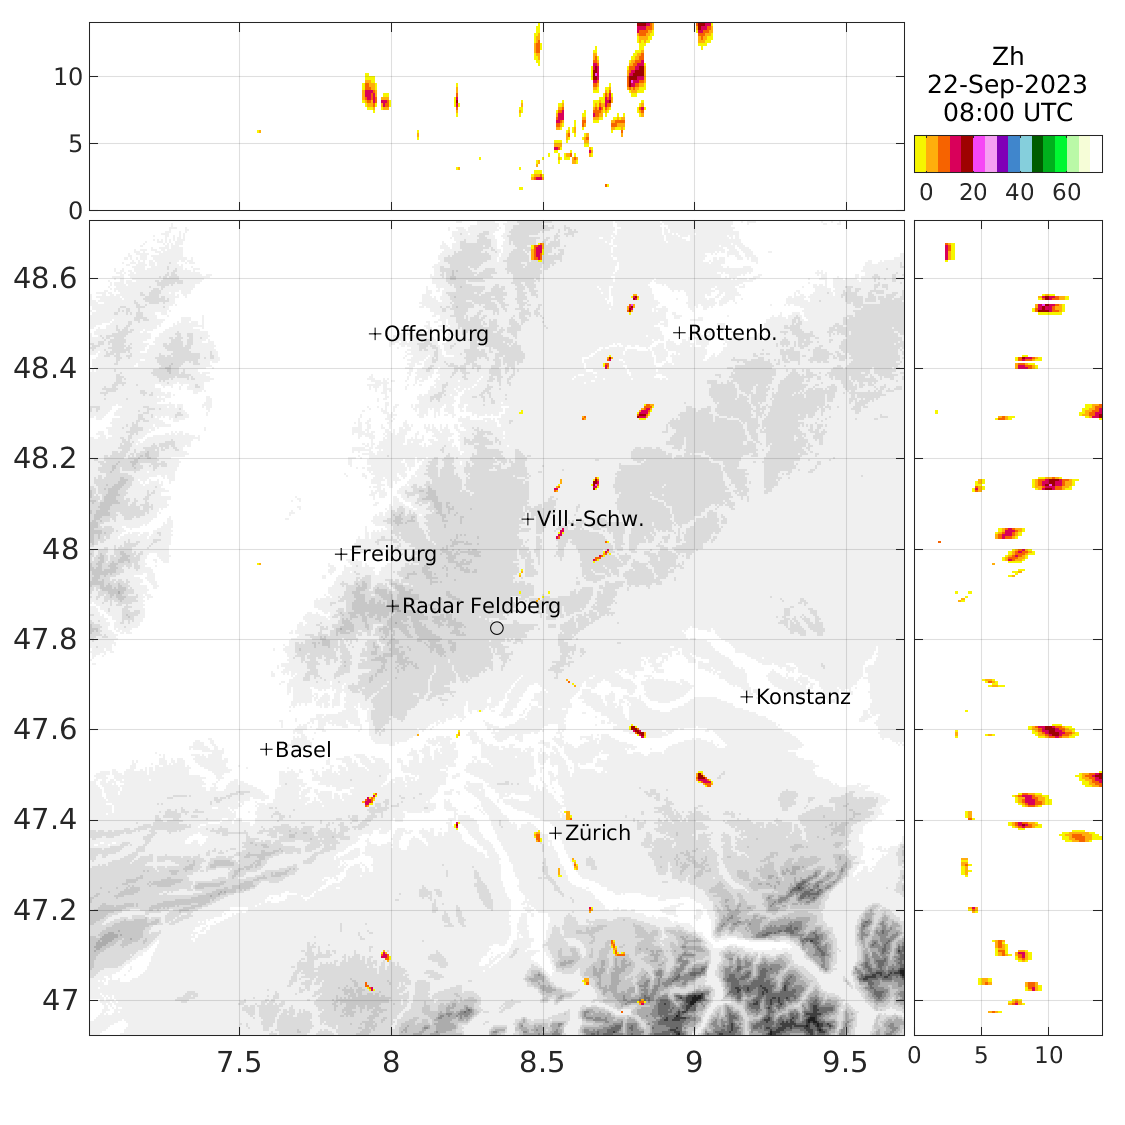 10
5
0
Zh
22-Sep-2023
08:00 UTC
0 20 40 60
48.6
48.4
48.2
48
47.8
47.6
47.4
47.2
47
+Offenburg
+Rottenb.
+Vill.-Schw.
+Freiburg
+Radar Feldberg
+Konstanz
+Basel
+Zürich
7.5 8 8.5 9 9.5
0 5 10